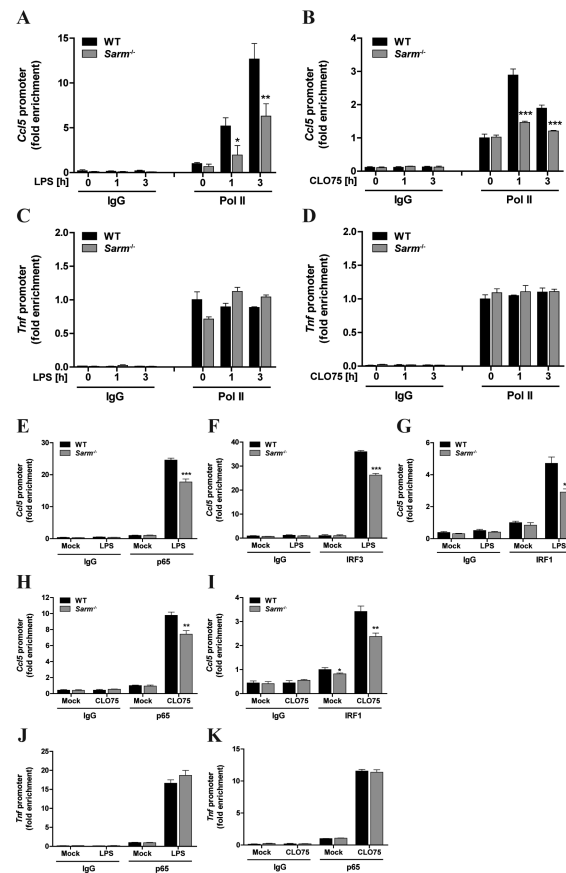 A
Ccl5 promoter
(fold enrichment)
15
10
5
0
WT
Sarm-/-
*
**
LPS [h]
0 1 3 0 1 3
IgG Pol II
B
Ccl5 promoter
(fold enrichment)
4
3
2
1
0
WT
Sarm-/-
***
***
CLO75 [h]
0 1 3 0 1 3
IgG Pol II
C
Tnf promoter
(fold enrichment)
2.0
1.5
1.0
0.5
0.0
WT
Sarm-/-
LPS [h]
0 1 3 0 1 3
IgG Pol II
D
Tnf promoter
(fold enrichment)
2.0
1.5
1.0
0.5
0.0
WT
Sarm-/-
CLO75 [h]
0 1 3 0 1 3
IgG Pol II
E
Ccl5 promoter
(fold enrichment)
30
20
10
0
WT
Sarm-/-
***
Mock LPS Mock LPS
IgG p65
F
Ccl5 promoter
(fold enrichment)
40
30
20
10
0
WT
Sarm-/-
***
Mock LPS Mock LPS
IgG IRF3
G
Ccl5 promoter
(fold enrichment)
6
4
2
0
WT
Sarm-/-
*
Mock LPS Mock LPS
IgG IRF1
H
Ccl5 promoter
(fold enrichment)
12
10
8
6
4
2
0
WT
Sarm-/-
**
Mock CLO75 Mock CLO75
IgG p65
I
Ccl5 promoter
(fold enrichment)
4
3
2
1
0
WT
Sarm-/-
*
**
Mock CLO75 Mock CLO75
IgG IRF1
J
Tnf promoter
(fold enrichment)
25
20
15
10
5
0
Mock LPS Mock LPS
IgG p65
K
Tnf promoter
(fold enrichment)
15
10
5
0
Mock CLO75 Mock CLO75
IgG p65